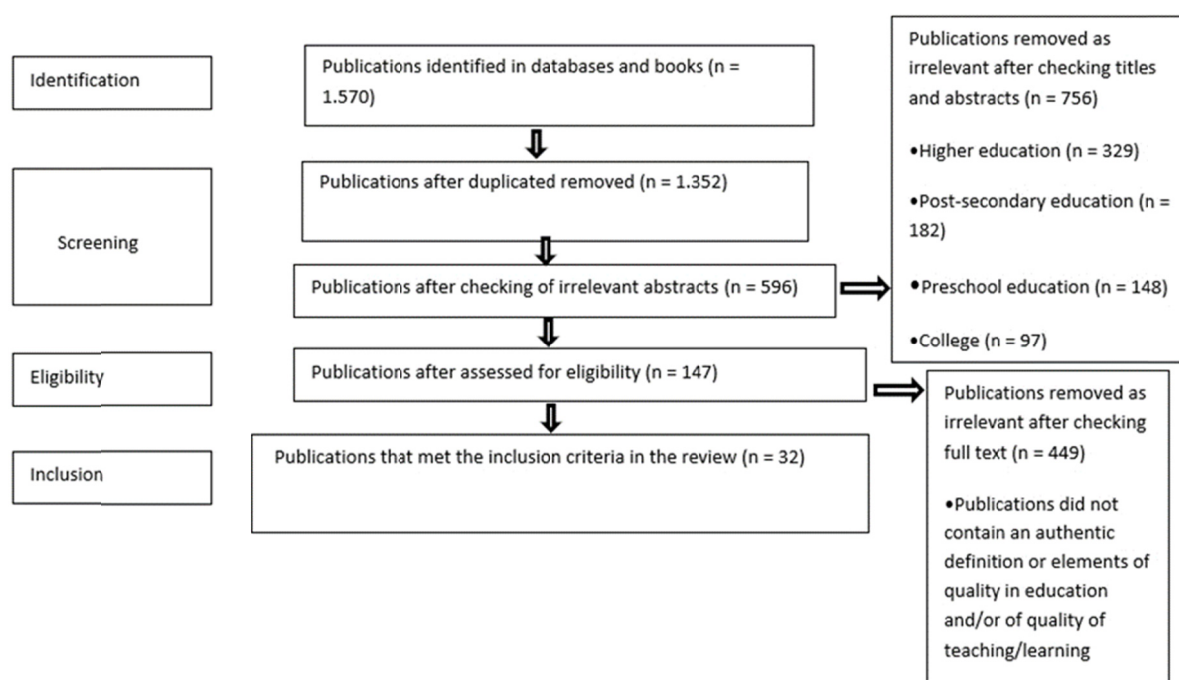 Identification
Publications identified in databases and books (n =
1.570)
Screening
Publications after duplicated removed (n = 1.352)
Publications after checking of irrelevant abstracts (n = 596)
Publications removed as
irrelevant after checking titles
and abstracts (n = 756)
•Higher education (n = 329)
•Post-secondary education (n =
182)
•Preschool education (n = 148)
•College (n = 97)
Eligibility
Publications after assessed for eligibility (n = 147)
Publications removed as
irrelevant after checking
full text (n = 449)
•Publications did not
contain an authentic
definition or elements of
quality in education
and/or of quality of
teaching/learning
Inclusion
Publications that met the inclusion criteria in the review (n = 32)